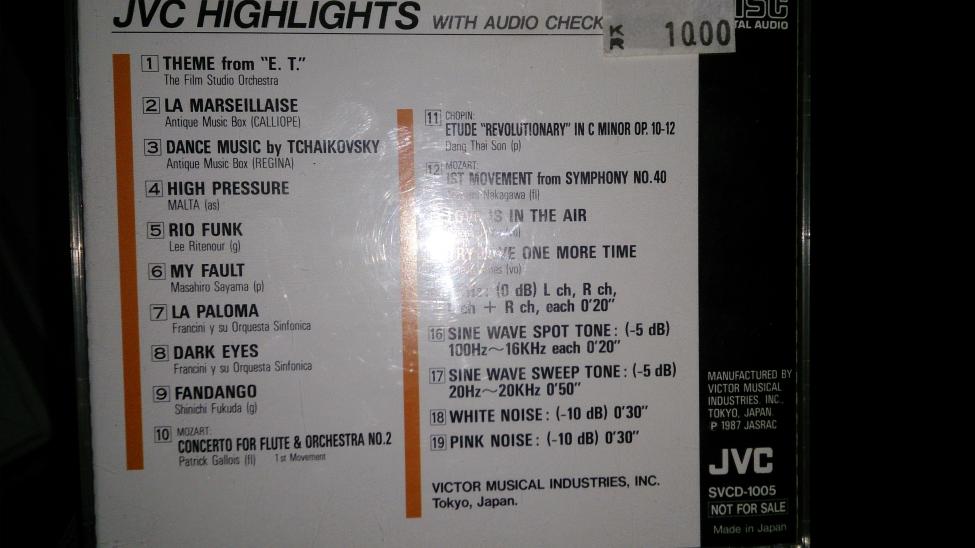 JVC HIGHLIGHTS WITH AUDIO CHECK
KR 1000
DISC
TAL AUDIO
1 THEME from "E. T."
The Film Studio Orchestra
2 LA MARSEILLAISE
Antique Music Box (CALLIOPE)
3 DANCE MUSIC by TCHAIKOVSKY
Antique Music Box (REGINA)
4 HIGH PRESSURE
MALTA (as)
5 RIO FUNK
Lee Ritenour (g)
6 MY FAULT
Masahiro Sayama (p)
7 LA PALOMA
Francini y su Orquesta Sinfonica
8 DARK EYES
Francini y su Orquesta Sinfonica
9 FANDANGO
Shinichi Fukuda (g)
10 MOZART:
CONCERTO FOR FLUTE & ORCHESTRA NO.2
Patrick Gallois (fl) 1st Movement
11 CHOPIN:
ETUDE "REVOLUTIONARY" IN C MINOR OP. 10-12
Dang Thai Son (p)
12 MOZART:
1ST MOVEMENT from SYMPHONY NO.40
Nakagawa (fl)
IS IN THE AIR
ONE MORE TIME
(vo)
(0 dB) L ch, R ch,
L ch + R ch, each 0'20"
16 SINE WAVE SPOT TONE: (-5 dB)
100Hz~16KHz each 0'20"
17 SINE WAVE SWEEP TONE: (-5 dB)
20Hz~20KHz 0'50"
18 WHITE NOISE: (-10 dB) 0'30"
19 PINK NOISE: (-10 dB) 0'30"
VICTOR MUSICAL INDUSTRIES, INC.
Tokyo, Japan.
MANUFACTURED BY
VICTOR MUSICAL
INDUSTRIES, INC.,
TOKYO, JAPAN.
℗ 1987 JASRAC
JVC
SVCD-1005
NOT FOR SALE
Made in Japan